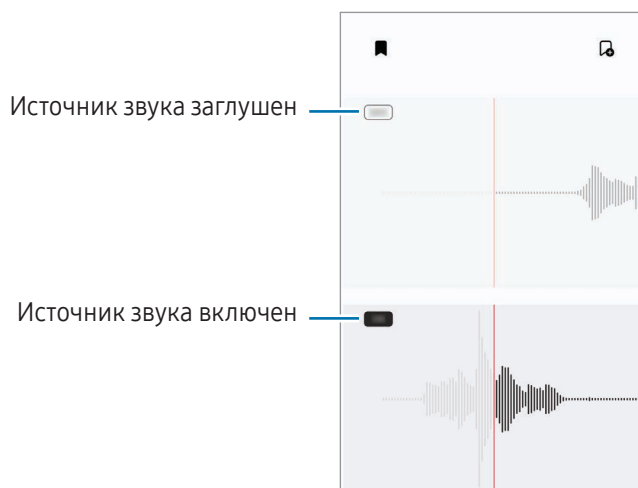 Источник звука заглушен
Источник звука включен